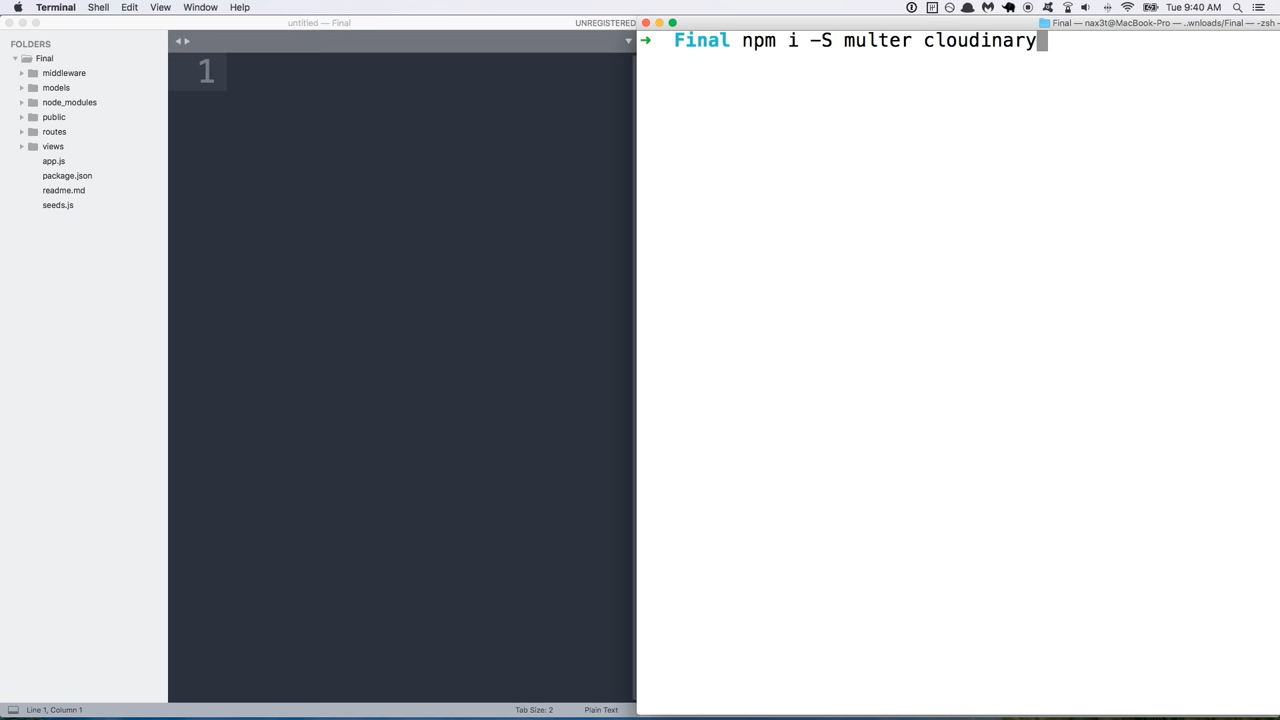 Terminal Shell Edit View Window Help Tue 9:40 AM
untitled — Final UNREGISTERED
Final — nax3t@MacBook-Pro — ..wnloads/Final — -zsh
FOLDERS
Final
middleware
models
node_modules
public
routes
views
app.js
package.json
readme.md
seeds.js
1
➜ Final npm i -S multer cloudinary
Line 1, Column 1 Tab Size: 2 Plain Text